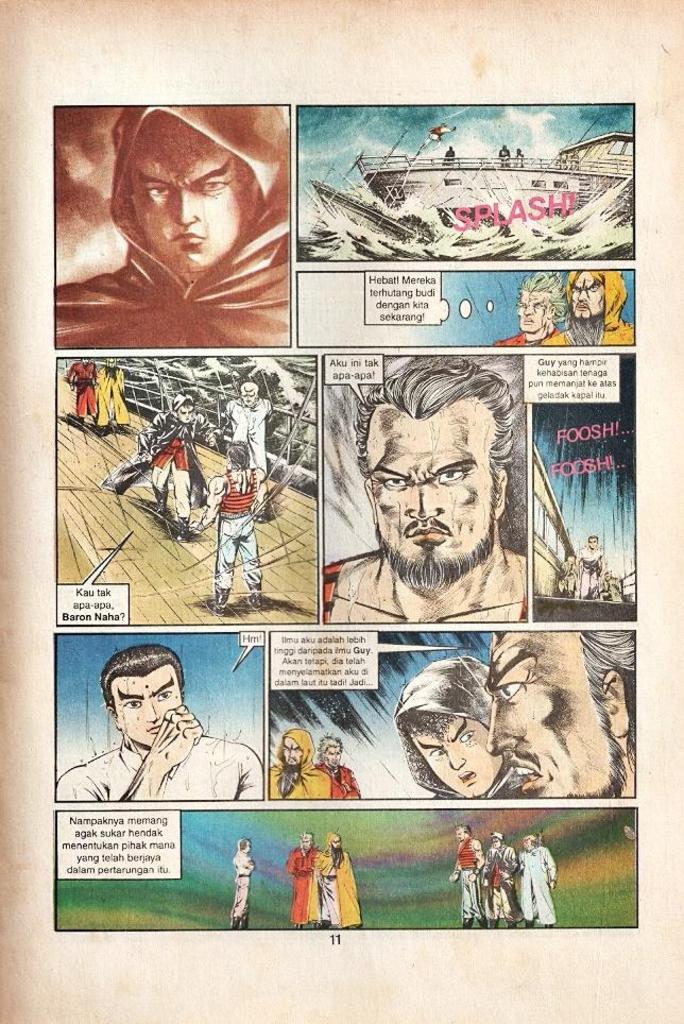 SPLASH!
Hebat! Mereka
terhutang budi
dengan kita
sekarang!
Kau tak
apa-apa,
Baron Naha?
Aku ini tak
apa-apa!
Guy yang hampir
kehabisan tenaga
pun memanjat ke atas
geladak kapal itu.
FOOSH!...
FOOSH!..
Hm!
Ilmu aku adalah lebih
tinggi daripada ilmu Guy.
Akan tetapi, dia telah
menyelamatkan aku di
dalam laut itu tadi! Jadi...
Nampaknya memang
agak sukar hendak
menentukan pihak mana
yang telah berjaya
dalam pertarungan itu.
11